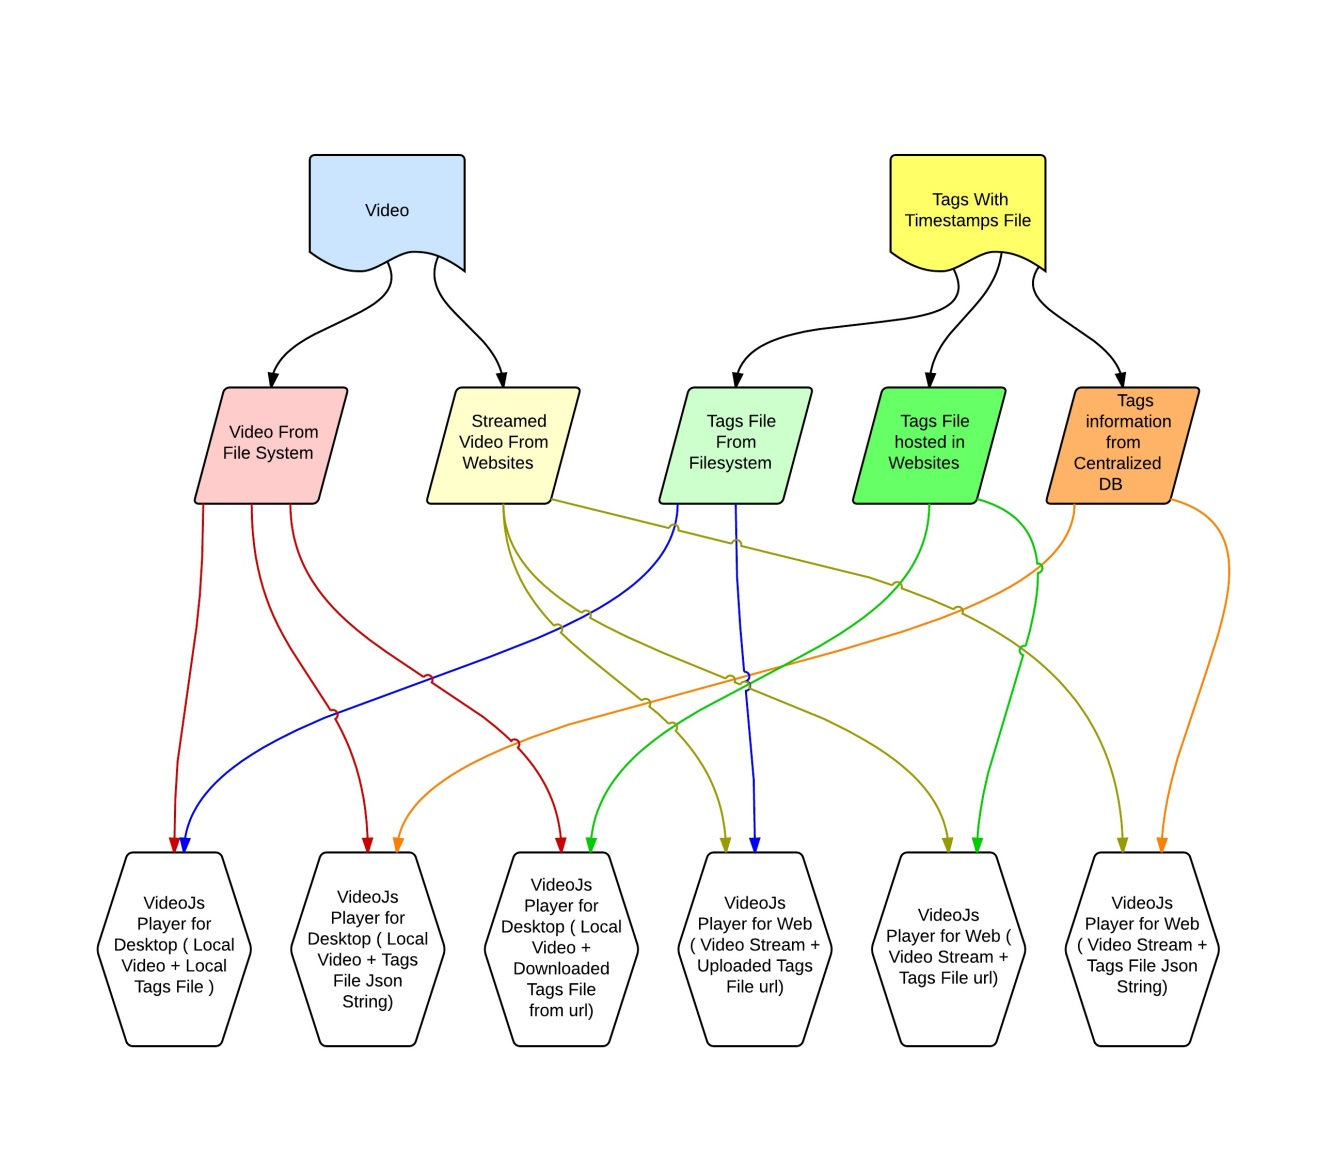 Video
Tags With
Timestamps File
Video From
File System
Streamed
Video From
Websites
Tags File
From
Filesystem
Tags File
hosted in
Websites
Tags
information
from
Centralized
DB
VideoJs
Player for
Desktop ( Local
Video + Local
Tags File )
VideoJs
Player for
Desktop ( Local
Video + Tags
File Json
String)
VideoJs
Player for
Desktop ( Local
Video +
Downloaded
Tags File
from url)
VideoJs
Player for Web
( Video Stream +
Uploaded Tags
File url)
VideoJs
Player for Web (
Video Stream +
Tags File url)
VideoJs
Player for Web
( Video Stream +
Tags File Json
String)